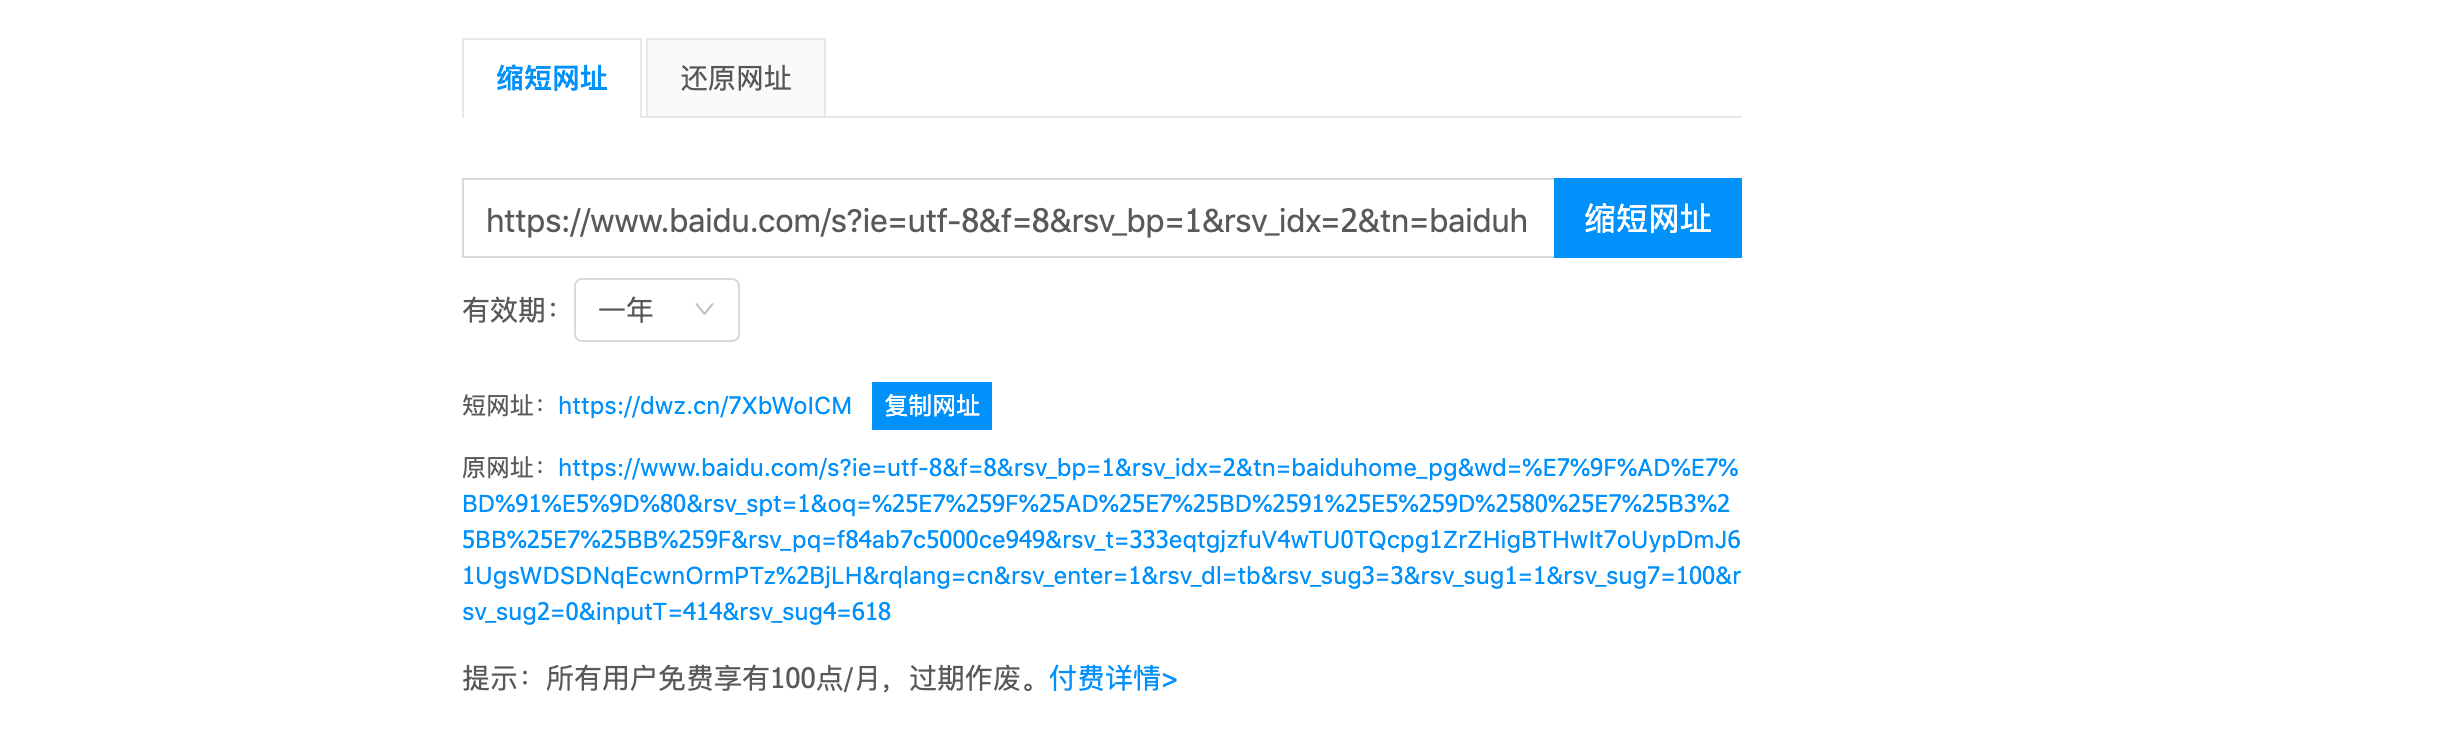 缩短网址 还原网址
https://www.baidu.com/s?ie=utf-8&f=8&rsv_bp=1&rsv_idx=2&tn=baiduh 缩短网址
有效期： 一年
短网址：https://dwz.cn/7XbWoICM 复制网址
原网址：https://www.baidu.com/s?ie=utf-8&f=8&rsv_bp=1&rsv_idx=2&tn=baiduhome_pg&wd=%E7%9F%AD%E7%
BD%91%E5%9D%80&rsv_spt=1&oq=%25E7%259F%25AD%25E7%25BD%2591%25E5%259D%2580%25E7%25B3%2
5BB%25E7%25BB%259F&rsv_pq=f84ab7c5000ce949&rsv_t=333eqtgjzfuV4wTU0TQcpg1ZrZHigBTHwIt7oUypDmJ6
1UgsWDSDNqEcwnOrmPTz%2BjLH&rqlang=cn&rsv_enter=1&rsv_dl=tb&rsv_sug3=3&rsv_sug1=1&rsv_sug7=100&r
sv_sug2=0&inputT=414&rsv_sug4=618
提示：所有用户免费享有100点/月，过期作废。付费详情>